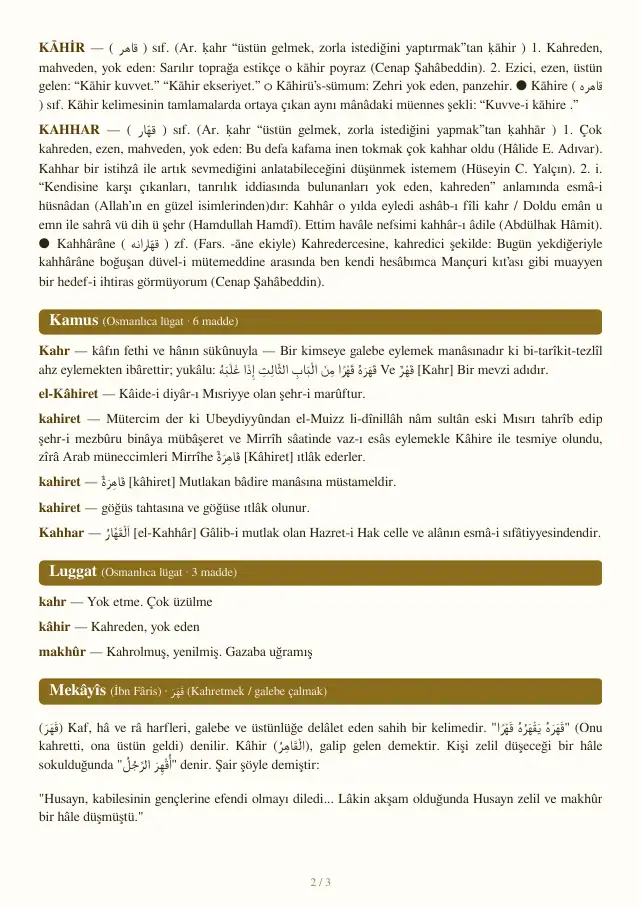 KĀHİR — ( قاهر ) sıf. (Ar. ḳahr “üstün gelmek, zorla istediğini yaptırmak”tan ḳāhir ) 1. Kahreden,
mahveden, yok eden: Sarılır toprağa estikçe o kāhir poyraz (Cenap Şahâbeddin). 2. Ezici, ezen, üstün
gelen: “Kāhir kuvvet.” “Kāhir ekseriyet.” ѻ Kāhirü’s-sümum: Zehri yok eden, panzehir. ● Kāhire ( قاهره
) sıf. Kāhir kelimesinin tamlamalarda ortaya çıkan aynı mânâdaki müennes şekli: “Kuvve-i kāhire .”
KAHHAR — ( قهّار ) sıf. (Ar. ḳahr “üstün gelmek, zorla istediğini yapmak”tan ḳahhār ) 1. Çok
kahreden, ezen, mahveden, yok eden: Bu defa kafama inen tokmak çok kahhar oldu (Hâlide E. Adıvar).
Kahhar bir istihzâ ile artık sevmediğini anlatabileceğini düşünmek istemem (Hüseyin C. Yalçın). 2. i.
“Kendisine karşı çıkanları, tanrılık iddiasında bulunanları yok eden, kahreden” anlamında esmâ-i
hüsnâdan (Allah’ın en güzel isimlerinden)dır: Kahhâr o yılda eyledi ashâb-ı fîli kahr / Doldu emân u
emn ile sahrâ vü dih ü şehr (Hamdullah Hamdî). Ettim havâle nefsimi kahhâr-ı âdile (Abdülhak Hâmit).
● Kahhârâne ( قهّارانه ) zf. (Fars. -āne ekiyle) Kahredercesine, kahredici şekilde: Bugün yekdiğeriyle
kahhârâne boğuşan düvel-i mütemeddine arasında ben kendi hesâbımca Mançuri kıt’ası gibi muayyen
bir hedef-i ihtiras görmüyorum (Cenap Şahâbeddin).
Kamus (Osmanlıca lügat · 6 madde)
Kahr — kâfın fethi ve hânın sükûnuyla — Bir kimseye galebe eylemek manâsınadır ki bi-tarîkit-tezlîl
ahz eylemekten ibârettir; yukâlu: قَهَرَهُ قَهْرًا مِنَ الْبَابِ الثَّالِثِ إِذَا غَلَبَهُ Ve قَهْرٌ [Kahr] Bir mevzi adıdır.
el-Kâhiret — Kâide-i diyâr-ı Mısriyye olan şehr-i marûftur.
kahiret — Mütercim der ki Ubeydiyyûndan el-Muizz li-dînillâh nâm sultân eski Mısırı tahrîb edip
şehr-i mezbûru binâya mübâşeret ve Mirrîh sâatinde vaz-ı esâs eylemekle Kâhire ile tesmiye olundu,
zîrâ Arab müneccimleri Mirrîhe قَاهِرَةٌ [Kâhiret] ıtlâk ederler.
kahiret — قَاهِرَةٌ [kâhiret] Mutlakan bâdire manâsına müstameldir.
kahiret — göğüs tahtasına ve göğüse ıtlâk olunur.
Kahhar — اَلْقَهَّارُ [el-Kahhâr] Gâlib-i mutlak olan Hazret-i Hak celle ve alânın esmâ-i sıfâtiyyesindendir.
Luggat (Osmanlıca lügat · 3 madde)
kahr — Yok etme. Çok üzülme
kâhir — Kahreden, yok eden
makhûr — Kahrolmuş, yenilmiş. Gazaba uğramış
Mekâyîs (İbn Fâris) · قَهَرَ (Kahretmek / galebe çalmak)
(قَهَرَ) Kaf, hâ ve râ harfleri, galebe ve üstünlüğe delâlet eden sahih bir kelimedir. "قَهَرَهُ يَقْهَرُهُ قَهْرًا" (Onu
kahretti, ona üstün geldi) denilir. Kâhir (الْقَاهِرُ), galip gelen demektir. Kişi zelil düşeceği bir hâle
sokulduğunda "أُقْهِرَ الرَّجُلُ" denir. Şair şöyle demiştir:
"Husayn, kabilesinin gençlerine efendi olmayı diledi... Lâkin akşam olduğunda Husayn zelil ve makhûr
bir hâle düşmüştü."
2 / 3